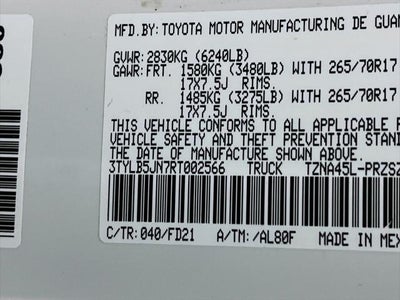 MFD.BY: TOYOTA MOTOR MANUFACTURING DE GUA
GVWR: 2830KG (6240LB)
GAWR: FRT. 1580KG (3480LB) WITH 265/70R17
17X7.5J RIMS.
RR. 1485KG (3275LB) WITH 265/70R17
17X7.5J RIMS.
THIS VEHICLE CONFORMS TO ALL APPLICABLE
VEHICLE SAFETY AND THEFT PREVENTION STAN
THE DATE OF MANUFACTURE SHOWN ABOVE.
3TYLB5JN7RT002566 TRUCK TZNA45L-PRZSZ
C/TR: 040/FD21 A/TM: /AL80F MADE IN MEX